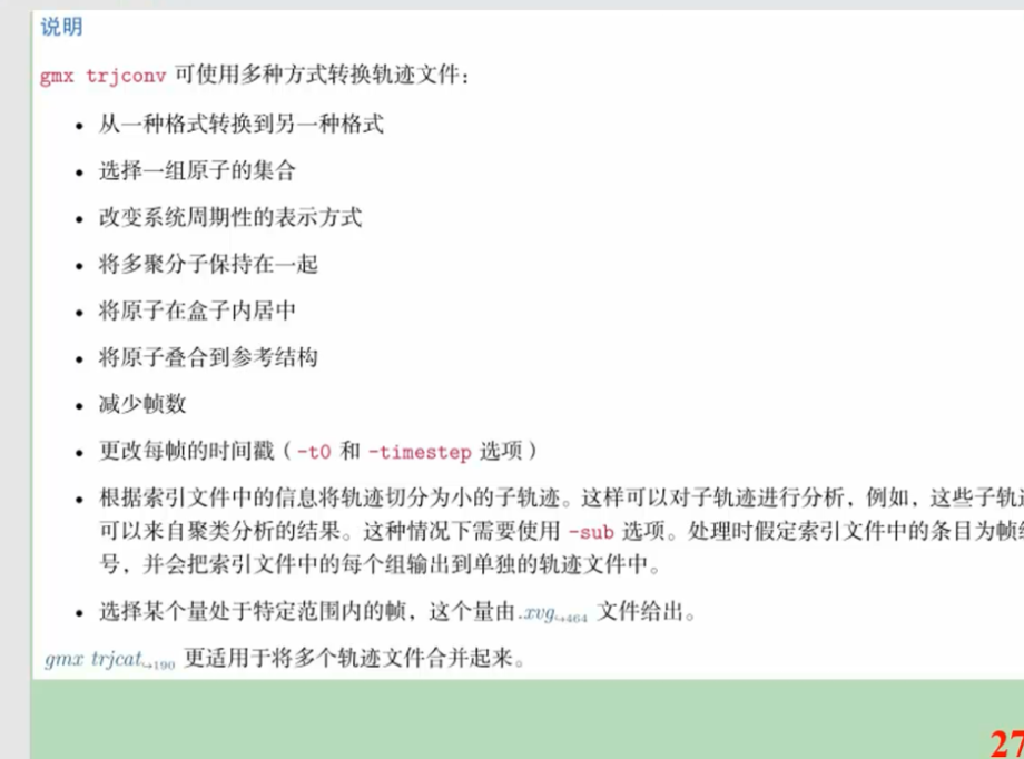 说明
gmx trjconv 可使用多种方式转换轨迹文件:
• 从一种格式转换到另一种格式
• 选择一组原子的集合
• 改变系统周期性的表示方式
• 将多聚分子保持在一起
• 将原子在盒子内居中
• 将原子叠合到参考结构
• 减少帧数
• 更改每帧的时间戳 (-t0 和 -timestep 选项)
• 根据索引文件中的信息将轨迹切分为小的子轨迹。这样可以对子轨迹进行分析, 例如, 这些子轨
可以来自聚类分析的结果。这种情况下需要使用 -sub 选项。处理时假定索引文件中的条目为帧
号, 并会把索引文件中的每个组输出到单独的轨迹文件中。
• 选择某个量处于特定范围内的帧, 这个量由.xvg↪464 文件给出。
gmx trjcat↪190 更适用于将多个轨迹文件合并起来。
27